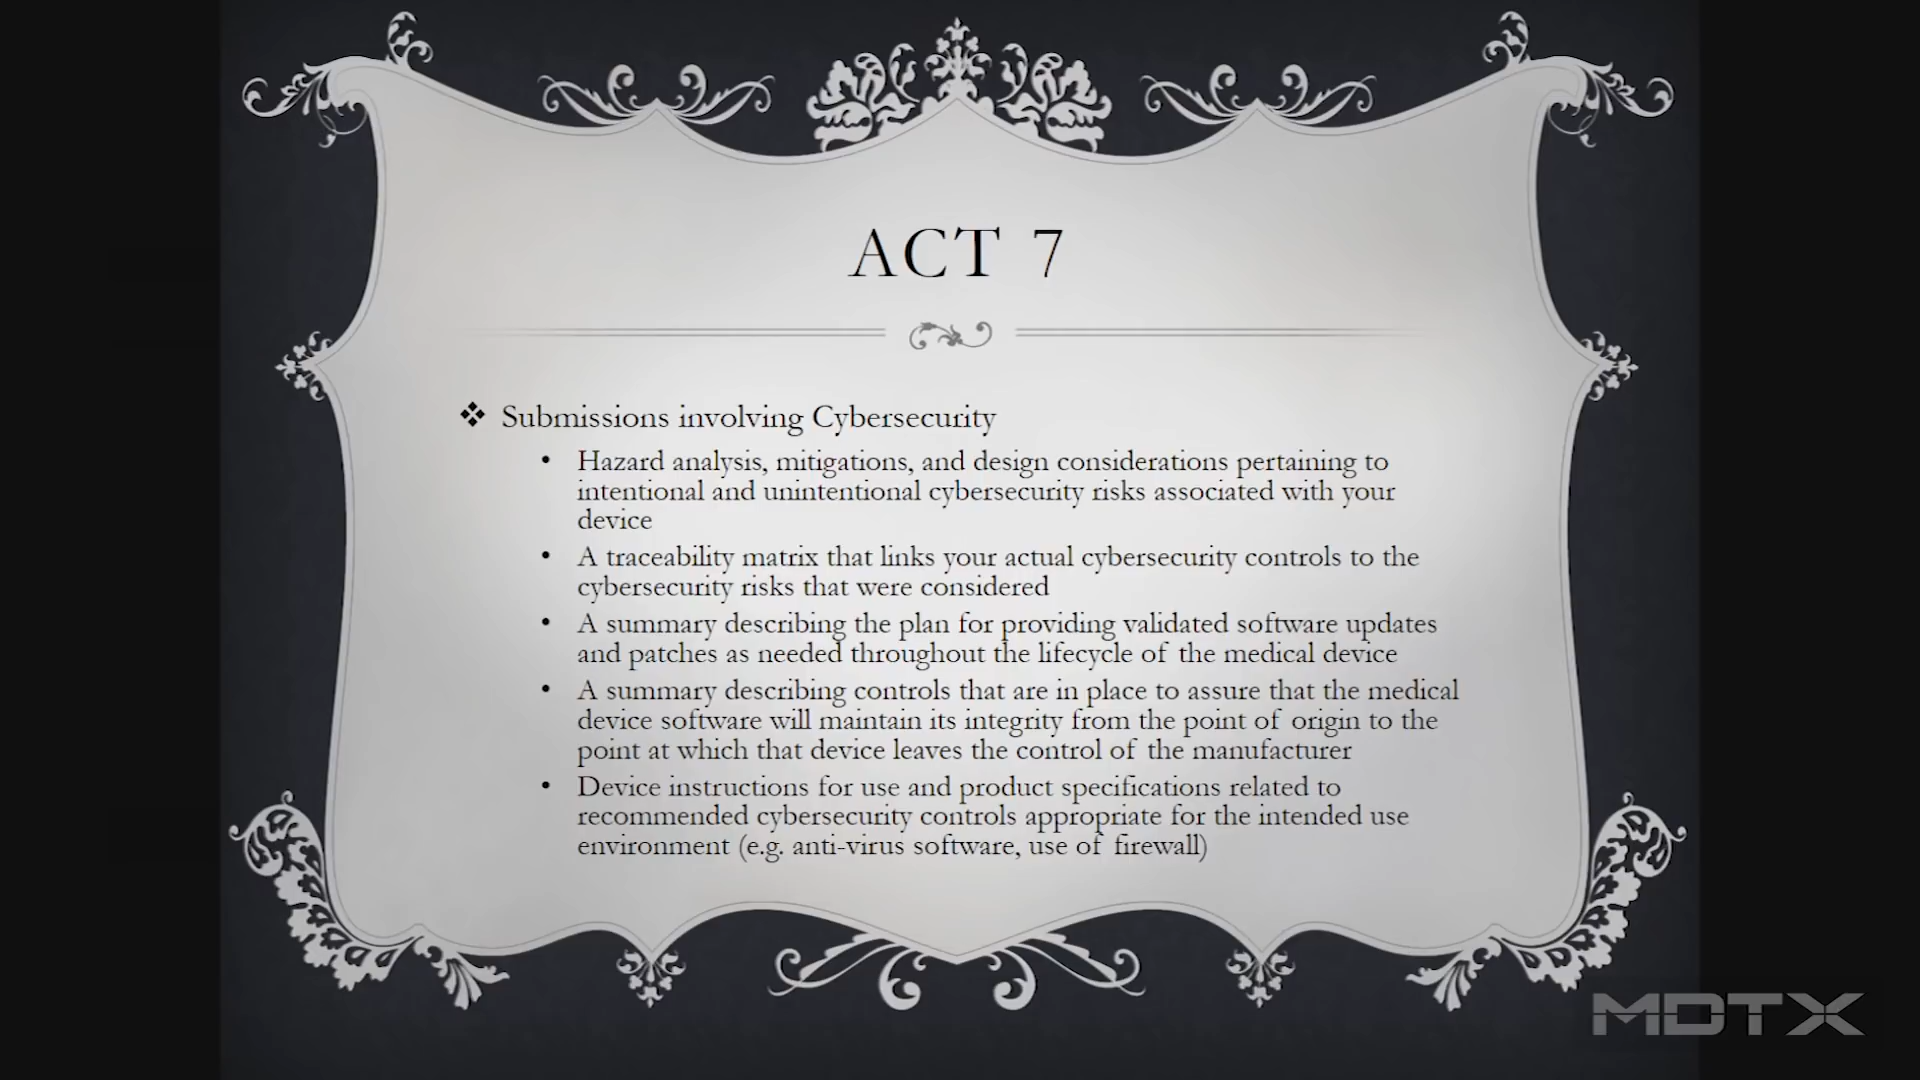 ACT 7
❖ Submissions involving Cybersecurity
• Hazard analysis, mitigations, and design considerations pertaining to
intentional and unintentional cybersecurity risks associated with your
device
• A traceability matrix that links your actual cybersecurity controls to the
cybersecurity risks that were considered
• A summary describing the plan for providing validated software updates
and patches as needed throughout the lifecycle of the medical device
• A summary describing controls that are in place to assure that the medical
device software will maintain its integrity from the point of origin to the
point at which that device leaves the control of the manufacturer
• Device instructions for use and product specifications related to
recommended cybersecurity controls appropriate for the intended use
environment (e.g. anti-virus software, use of firewall)
MDTX